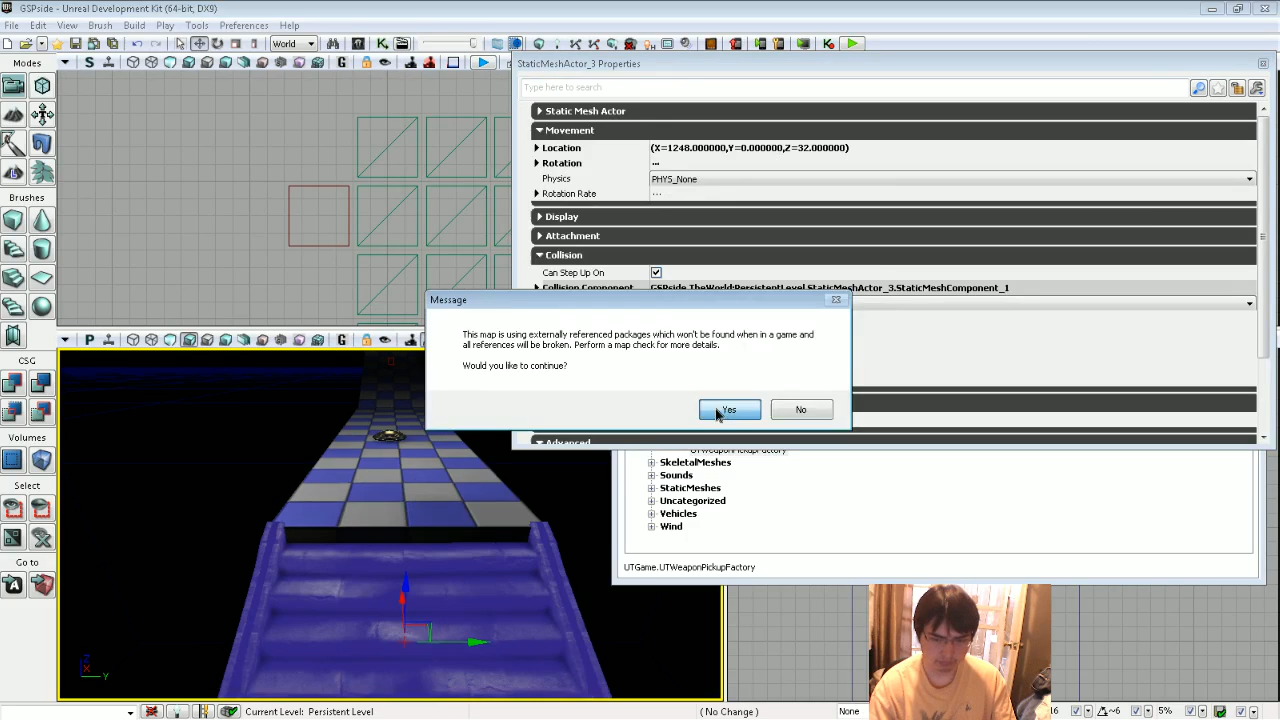 GSPside - Unreal Development Kit (64-bit, DX9)
File Edit View Brush Build Play Tools Preferences Help
World
Modes
StaticMeshActor_3 Properties
Type here to search
Static Mesh Actor
Movement
Location (X=1248.000000,Y=0.000000,Z=32.000000)
Rotation ...
Physics PHYS_None
Rotation Rate ...
Display
Attachment
Collision
Can Step Up On
Collision Component GSPside.TheWorld:PersistentLevel.StaticMeshActor_3.StaticMeshComponent_1
Brushes
Message
This map is using externally referenced packages which won't be found when in a game and
all references will be broken. Perform a map check for more details.
Would you like to continue?
Yes No
CSG
Volumes
Select
Go to
Advanced
UTWeaponPickupFactory
SkeletalMeshes
Sounds
StaticMeshes
Uncategorized
Vehicles
Wind
UTGame.UTWeaponPickupFactory
Z
X
Y
Current Level: Persistent Level
(No Change)
None
16
~6
5%